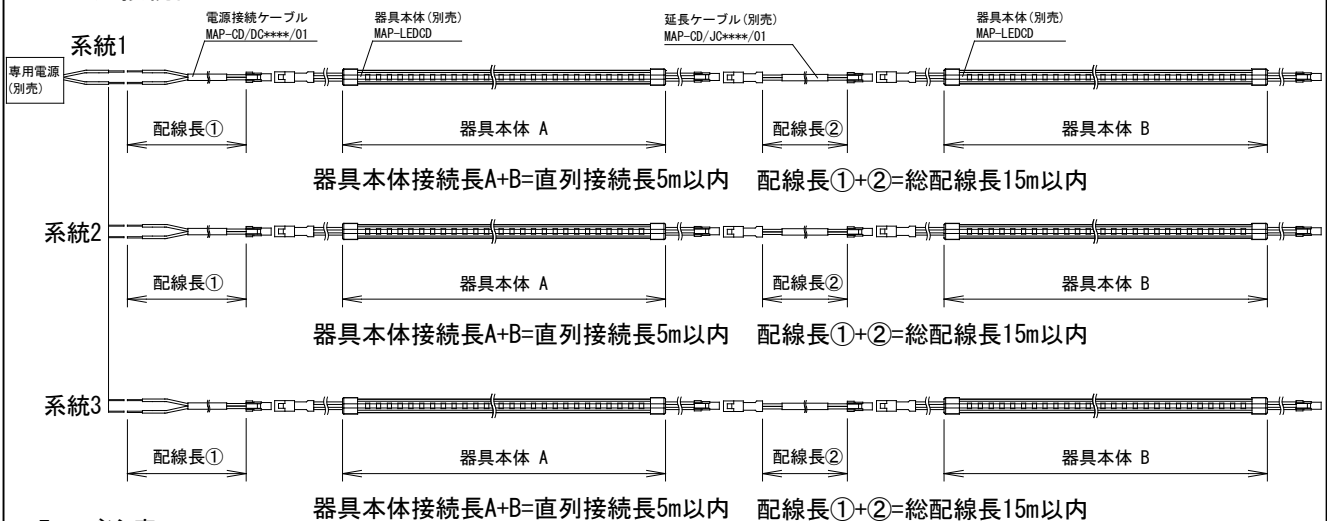 電源接続ケーブル
MAP-CD/DC****/01
器具本体(別売)
MAP-LEDCD
延長ケーブル(別売)
MAP-CD/JC****/01
器具本体(別売)
MAP-LEDCD
系統1
専用電源
(別売)
配線長①
器具本体 A
配線長②
器具本体 B
器具本体接続長A+B=直列接続長5m以内 配線長①+②=総配線長15m以内
系統2
配線長①
器具本体 A
配線長②
器具本体 B
器具本体接続長A+B=直列接続長5m以内 配線長①+②=総配線長15m以内
系統3
配線長①
器具本体 A
配線長②
器具本体 B
器具本体接続長A+B=直列接続長5m以内 配線長①+②=総配線長15m以内